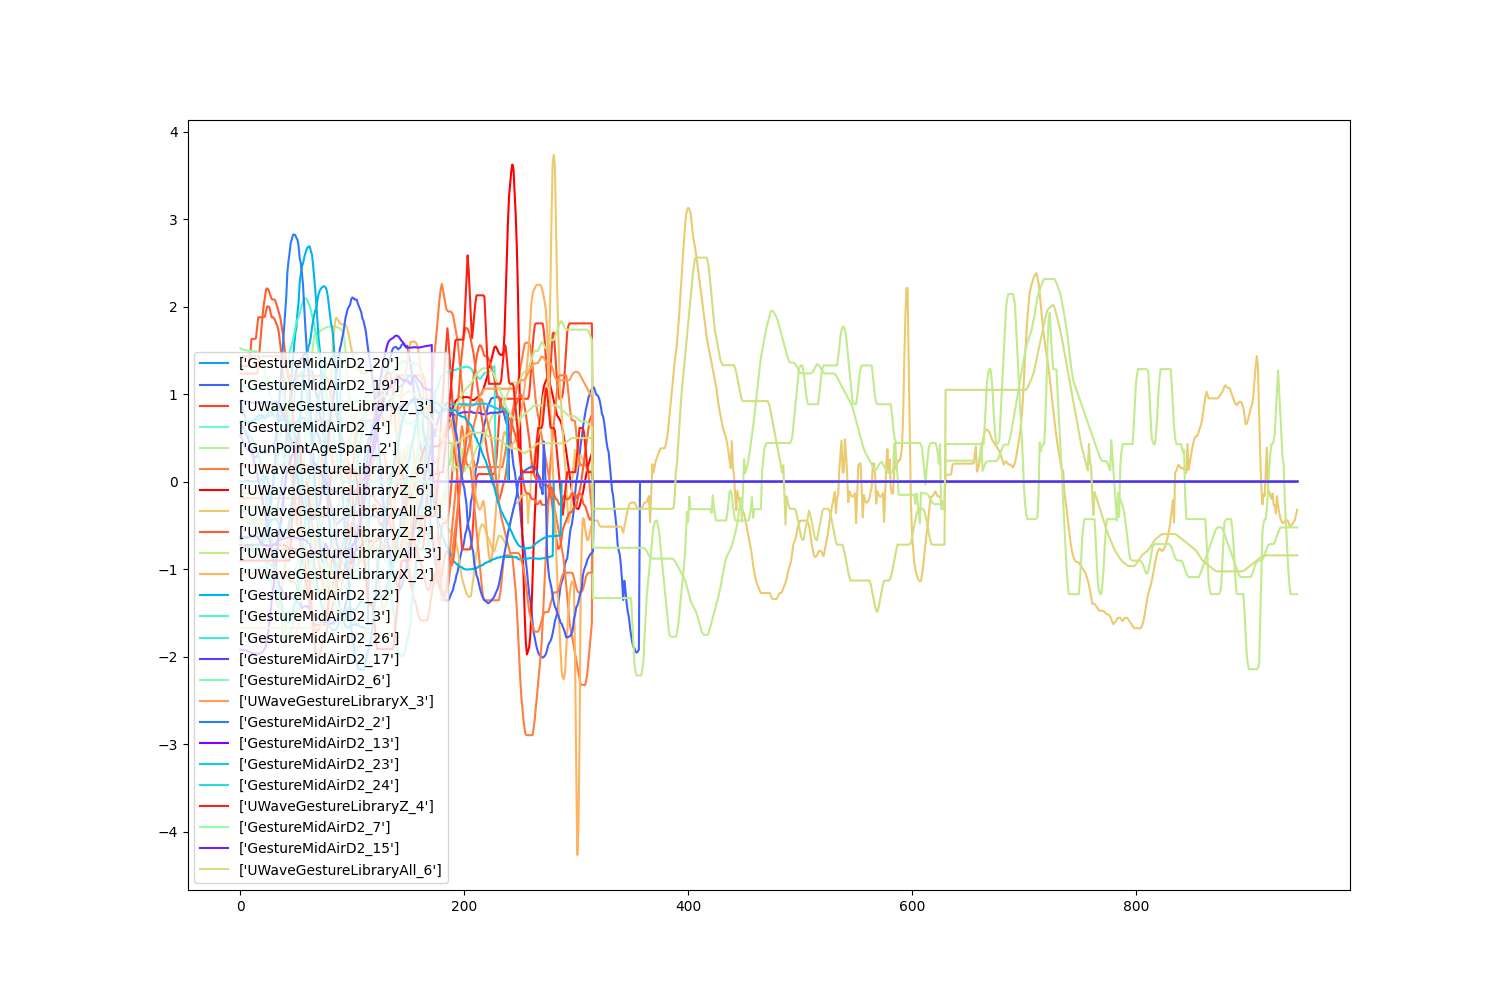 4
3
2
1
0
−1
−2
−3
−4
['GestureMidAirD2_20']
['GestureMidAirD2_19']
['UWaveGestureLibraryZ_3']
['GestureMidAirD2_4']
['GunPointAgeSpan_2']
['UWaveGestureLibraryX_6']
['UWaveGestureLibraryZ_6']
['UWaveGestureLibraryAll_8']
['UWaveGestureLibraryZ_2']
['UWaveGestureLibraryAll_3']
['UWaveGestureLibraryX_2']
['GestureMidAirD2_22']
['GestureMidAirD2_3']
['GestureMidAirD2_26']
['GestureMidAirD2_17']
['GestureMidAirD2_6']
['UWaveGestureLibraryX_3']
['GestureMidAirD2_2']
['GestureMidAirD2_13']
['GestureMidAirD2_23']
['GestureMidAirD2_24']
['UWaveGestureLibraryZ_4']
['GestureMidAirD2_7']
['GestureMidAirD2_15']
['UWaveGestureLibraryAll_6']
0 200 400 600 800